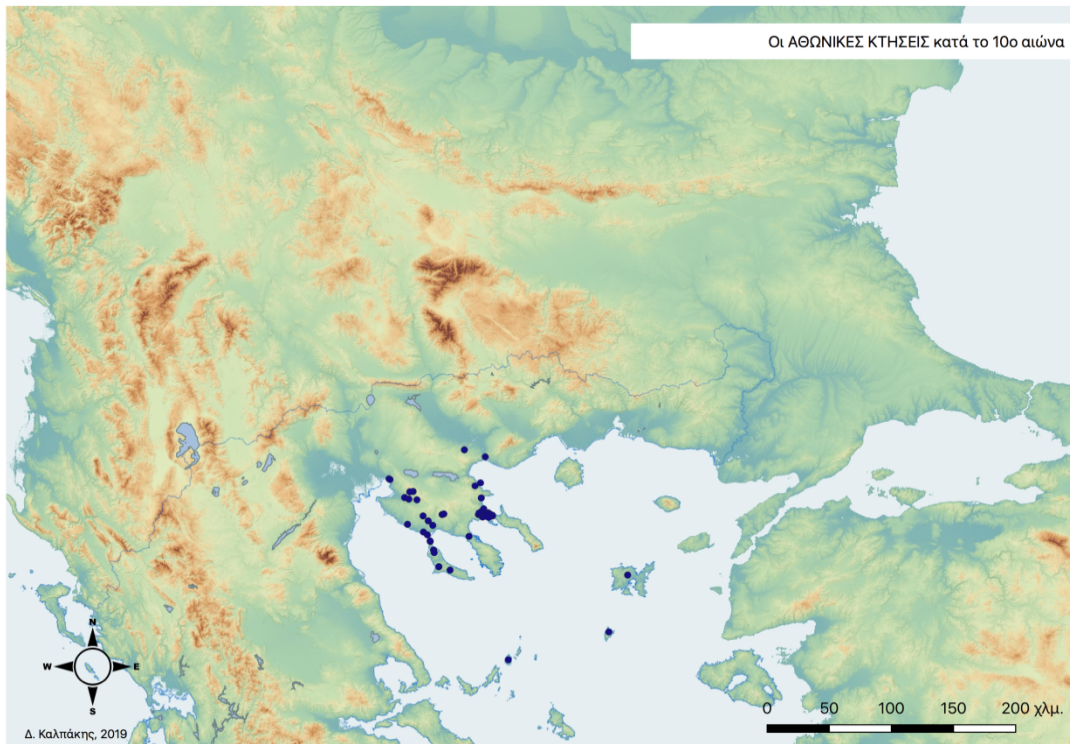 Οι ΑΘΩΝΙΚΕΣ ΚΤΗΣΕΙΣ κατά το 10ο αιώνα
N
W E
S
0 50 100 150 200 χλμ.
Δ. Καλπάκης, 2019